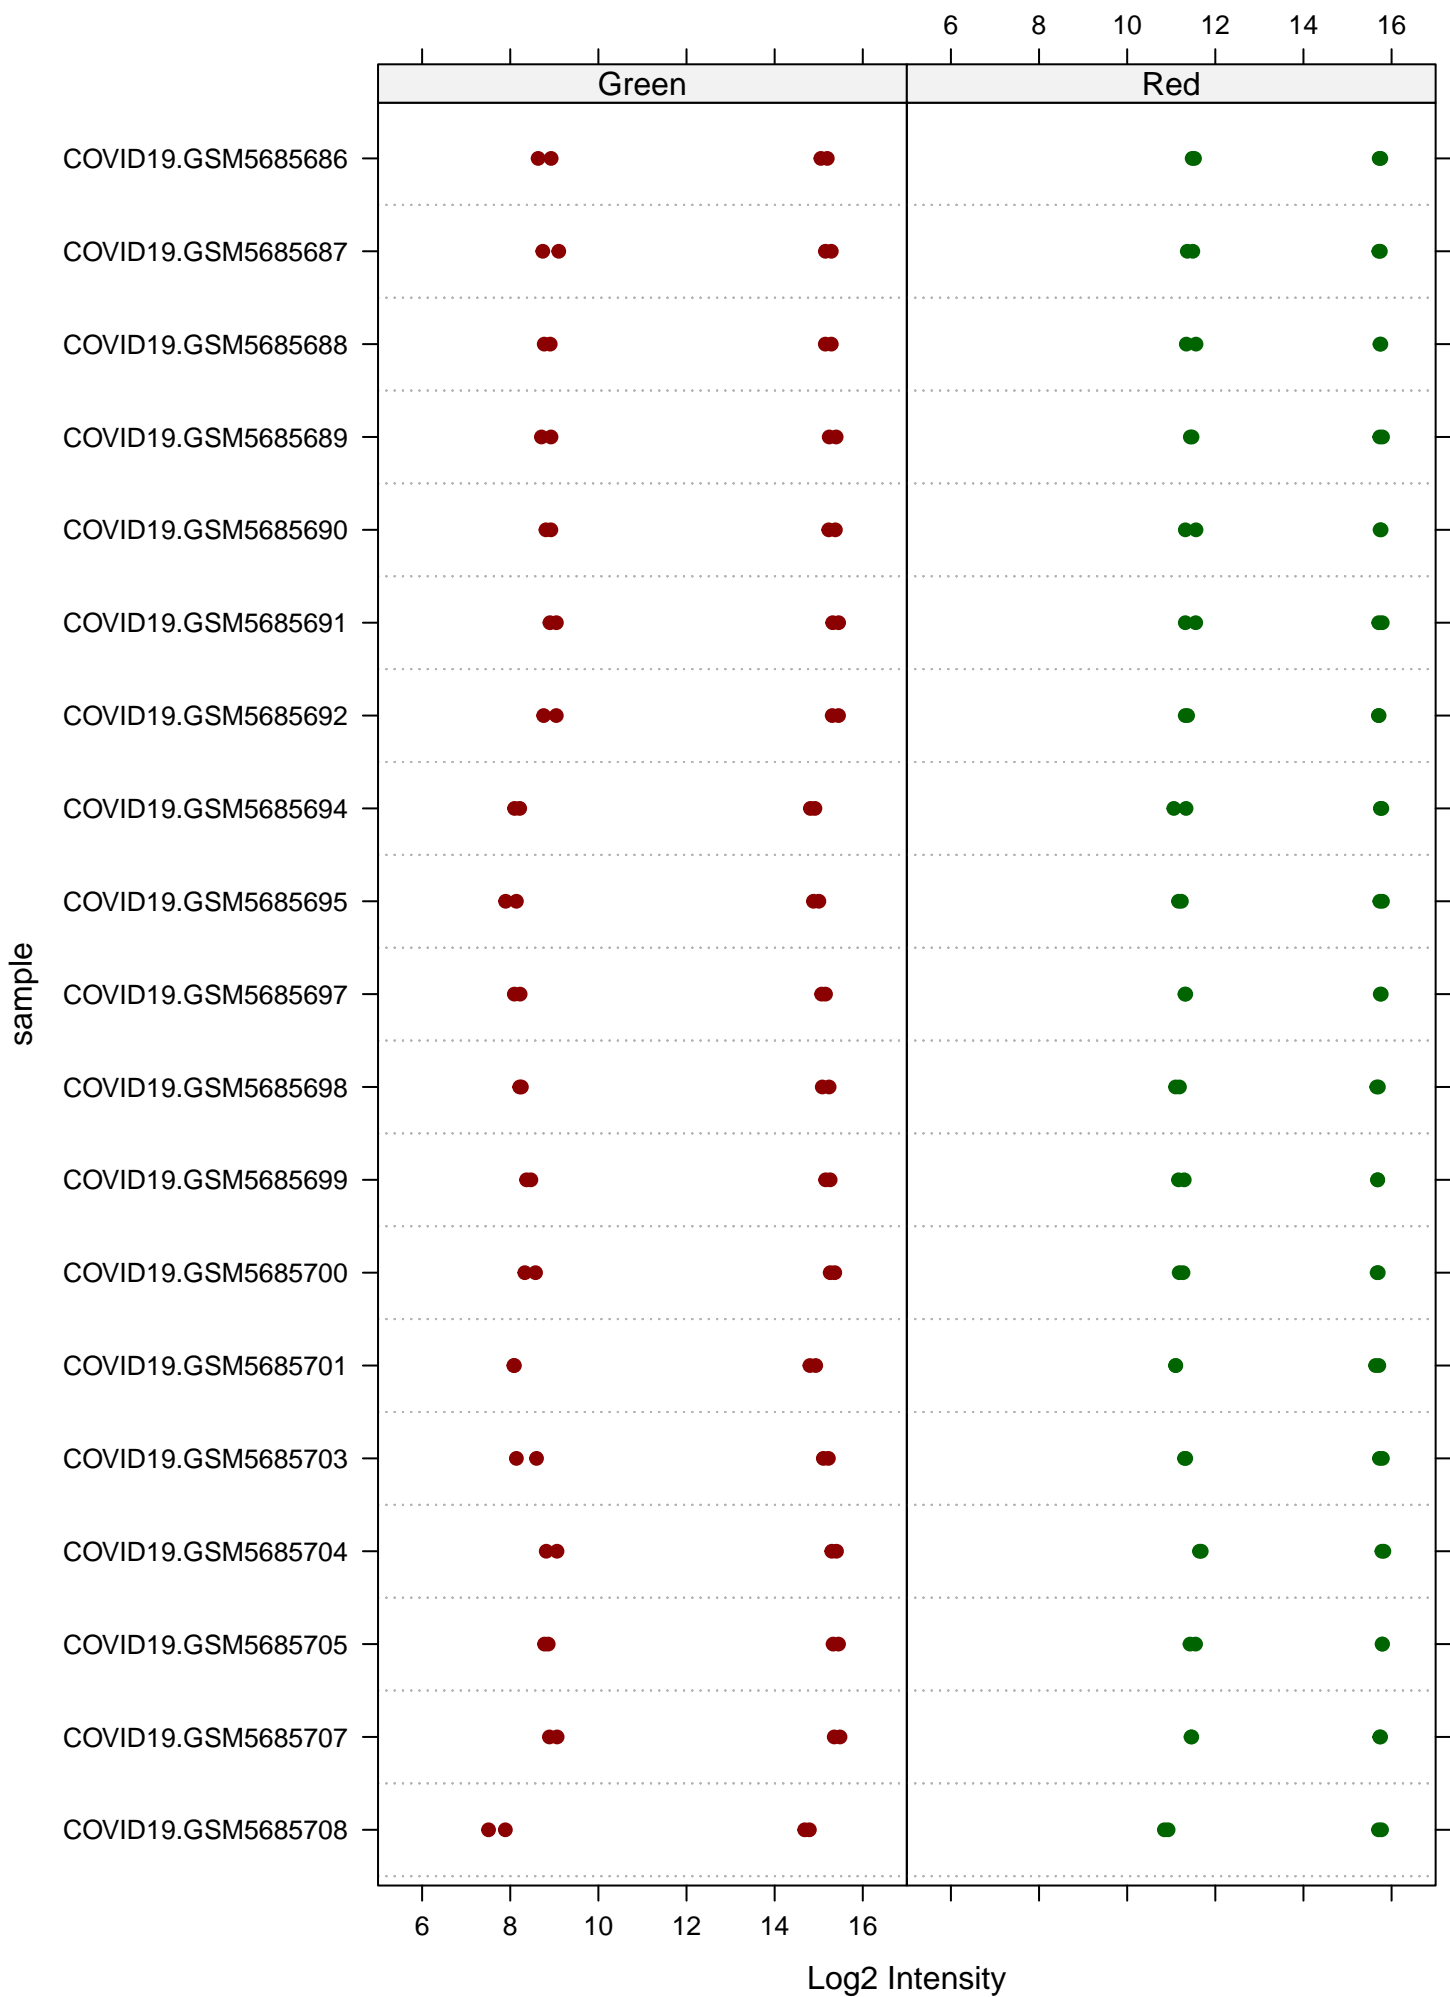 6 8 10 12 14 16
Green Red
COVID19.GSM5685686
COVID19.GSM5685687
COVID19.GSM5685688
COVID19.GSM5685689
COVID19.GSM5685690
COVID19.GSM5685691
COVID19.GSM5685692
COVID19.GSM5685694
COVID19.GSM5685695
COVID19.GSM5685697
COVID19.GSM5685698
COVID19.GSM5685699
COVID19.GSM5685700
COVID19.GSM5685701
COVID19.GSM5685703
COVID19.GSM5685704
COVID19.GSM5685705
COVID19.GSM5685707
COVID19.GSM5685708
sample
6 8 10 12 14 16
Log2 Intensity